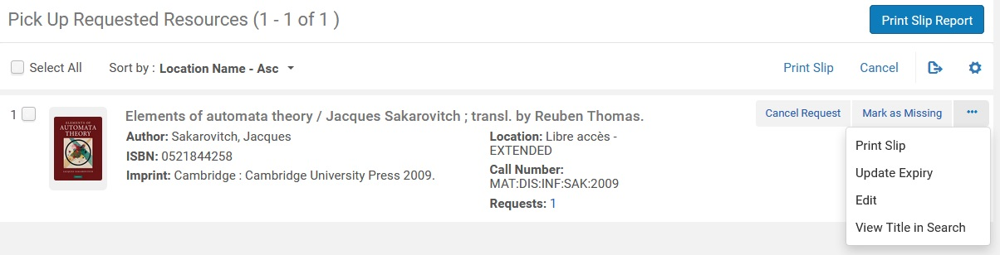 Pick Up Requested Resources (1 - 1 of 1 )
Print Slip Report
Select All Sort by : Location Name - Asc Print Slip Cancel
1 Elements of automata theory / Jacques Sakarovitch ; transl. by Reuben Thomas. Cancel Request Mark as Missing •••
ELEMENTS OF
AUTOMATA
THEORY
JACQUES SAKAROVITCH
Author: Sakarovitch, Jacques
ISBN: 0521844258
Imprint: Cambridge : Cambridge University Press 2009.
Location: Libre accès -
EXTENDED
Call Number:
MAT:DIS:INF:SAK:2009
Requests: 1
Print Slip
Update Expiry
Edit
View Title in Search